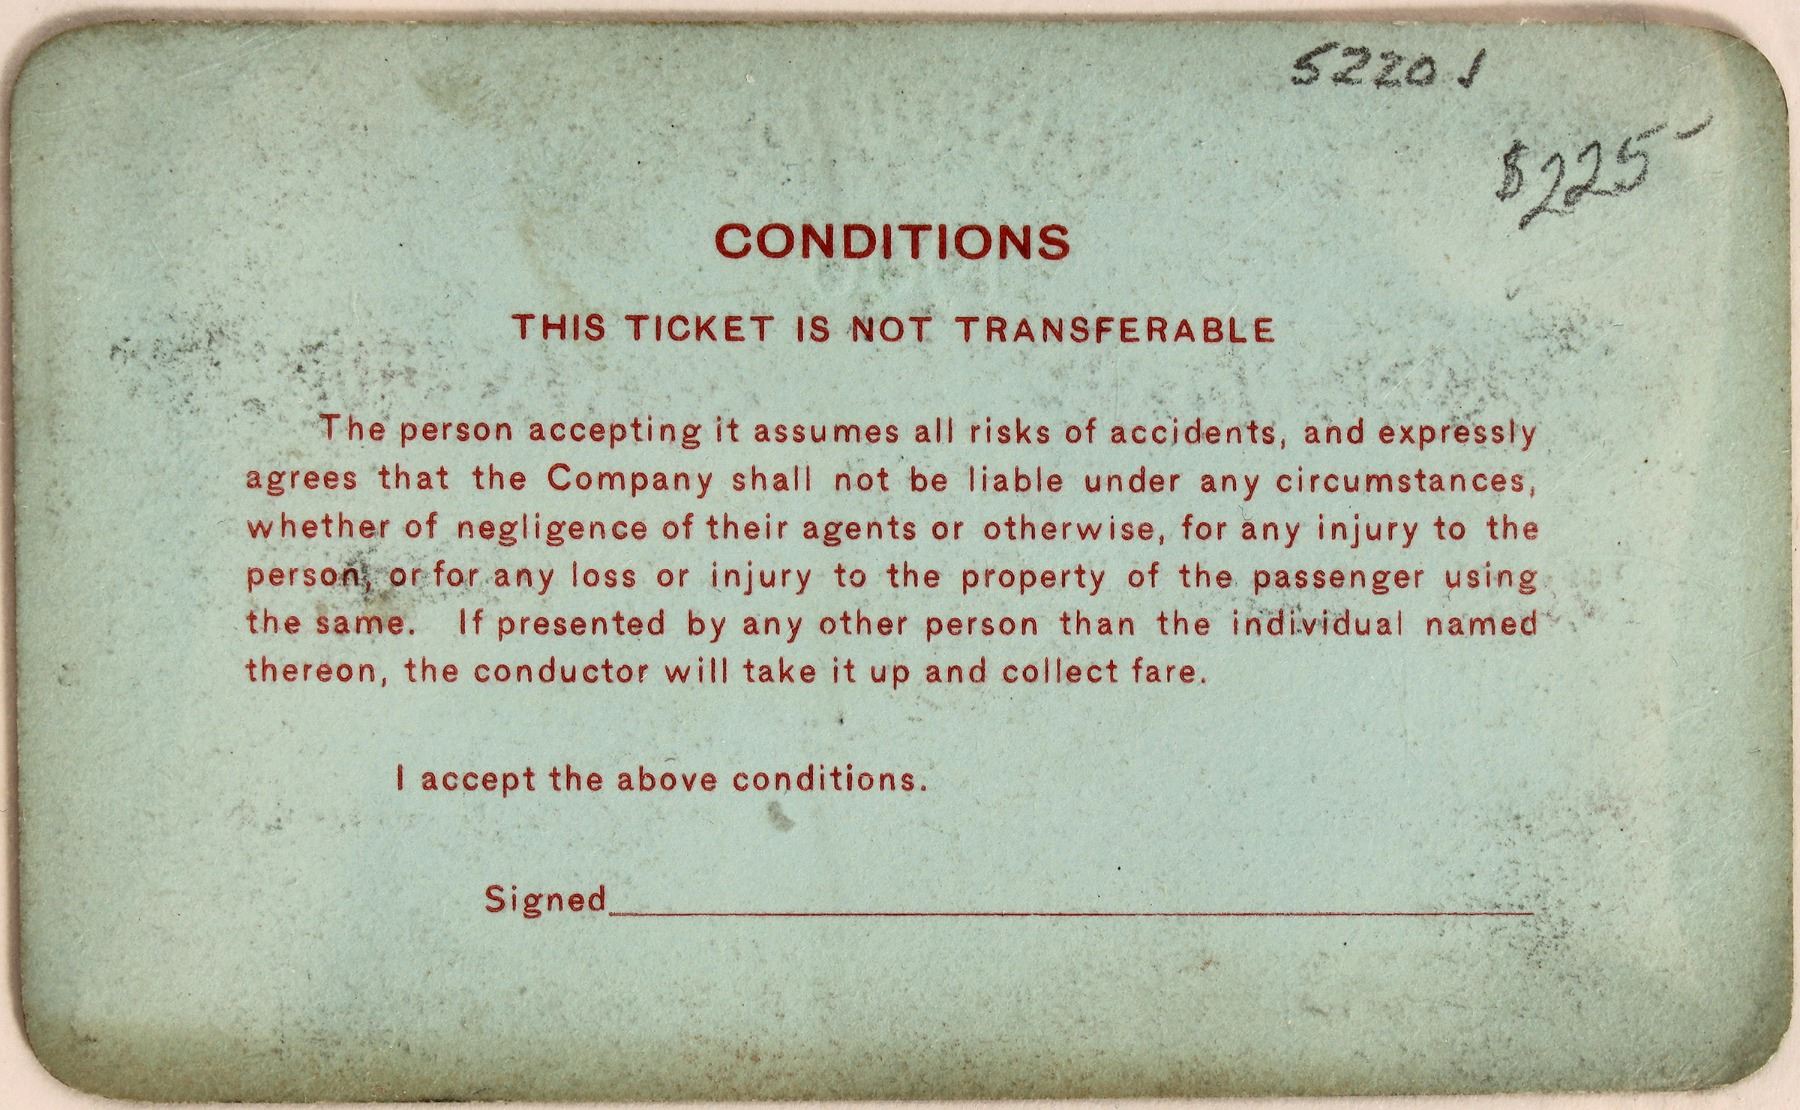 5220 J
$225-
CONDITIONS
THIS TICKET IS NOT TRANSFERABLE
The person accepting it assumes all risks of accidents, and expressly
agrees that the Company shall not be liable under any circumstances,
whether of negligence of their agents or otherwise, for any injury to the
person, or for any loss or injury to the property of the passenger using
the same. If presented by any other person than the individual named
thereon, the conductor will take it up and collect fare.
I accept the above conditions.
Signed